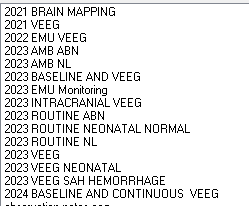 2021 BRAIN MAPPING
2021 VEEG
2022 EMU VEEG
2023 AMB ABN
2023 AMB NL
2023 BASELINE AND VEEG
2023 EMU Monitoring
2023 INTRACRANIAL VEEG
2023 ROUTINE ABN
2023 ROUTINE NEONATAL NORMAL
2023 ROUTINE NL
2023 VEEG
2023 VEEG NEONATAL
2023 VEEG SAH HEMORRHAGE
2024 BASELINE AND CONTINUOUS  VEEG